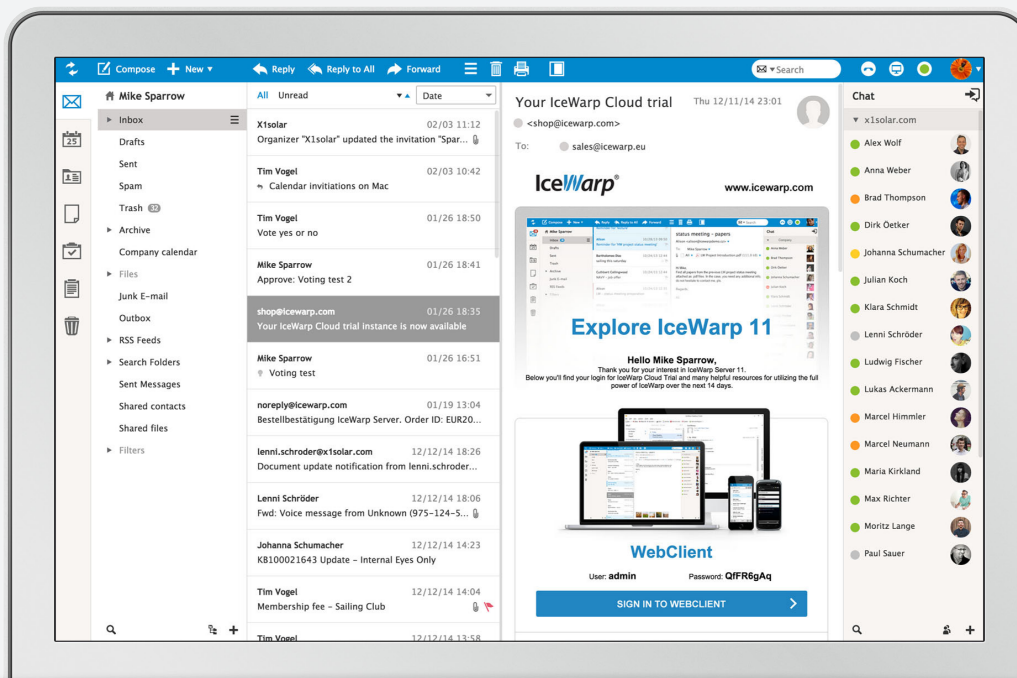 Compose New
Reply Reply to All Forward
Search
Mike Sparrow
Inbox
Drafts
Sent
Spam
Trash 32
Archive
Company calendar
Files
Junk E-mail
Outbox
RSS Feeds
Search Folders
Sent Messages
Shared contacts
Shared files
Filters
25
All Unread Date
X1solar 02/03 11:12
Organizer "X1solar" updated the invitation "Spar...
Tim Vogel 02/03 10:42
Calendar invitiations on Mac
Tim Vogel 01/26 18:50
Vote yes or no
Mike Sparrow 01/26 18:41
Approve: Voting test 2
shop@icewarp.com 01/26 18:35
Your IceWarp Cloud trial instance is now available
Mike Sparrow 01/26 16:51
Voting test
noreply@icewarp.com 01/19 13:04
Bestellbestätigung IceWarp Server. Order ID: EUR20...
lenni.schroder@x1solar.com 12/12/14 18:26
Document update notification from lenni.schroder...
Lenni Schröder 12/12/14 18:06
Fwd: Voice message from Unknown (975-124-5...
Johanna Schumacher 12/12/14 14:23
KB100021643 Update – Internal Eyes Only
Tim Vogel 12/12/14 14:04
Membership fee – Sailing Club
Tim Vogel 12/12/14 13:58
Your IceWarp Cloud trial Thu 12/11/14 23:01
<shop@icewarp.com>
To: sales@icewarp.eu
IceWarp®
www.icewarp.com
Explore IceWarp 11
Hello Mike Sparrow,
Thank you for your interest in IceWarp Server 11.
Below you'll find your login for IceWarp Cloud Trial and many helpful resources for utilizing the full
power of IceWarp over the next 14 days.
WebClient
User: admin Password: QfFR6gAq
SIGN IN TO WEBCLIENT
Chat
x1solar.com
Alex Wolf
Anna Weber
Brad Thompson
Dirk Öetker
Johanna Schumacher
Julian Koch
Klara Schmidt
Lenni Schröder
Ludwig Fischer
Lukas Ackermann
Marcel Himmler
Marcel Neumann
Maria Kirkland
Max Richter
Moritz Lange
Paul Sauer